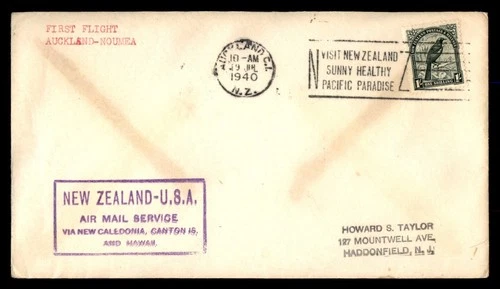 FIRST FLIGHT
AUCKLAND-NOUMEA
AUCKLAND. C.1.
10-AM
1940
N.Z.
VISIT NEW ZEALAND
SUNNY HEALTHY
PACIFIC PARADISE
1/-
NEW ZEALAND-U.S.A.
AIR MAIL SERVICE
VIA NEW CALEDONIA, CANTON IS.
AND HAWAII.
HOWARD S. TAYLOR
127 MOUNTWELL AVE,
HADDONFIELD, N. J.